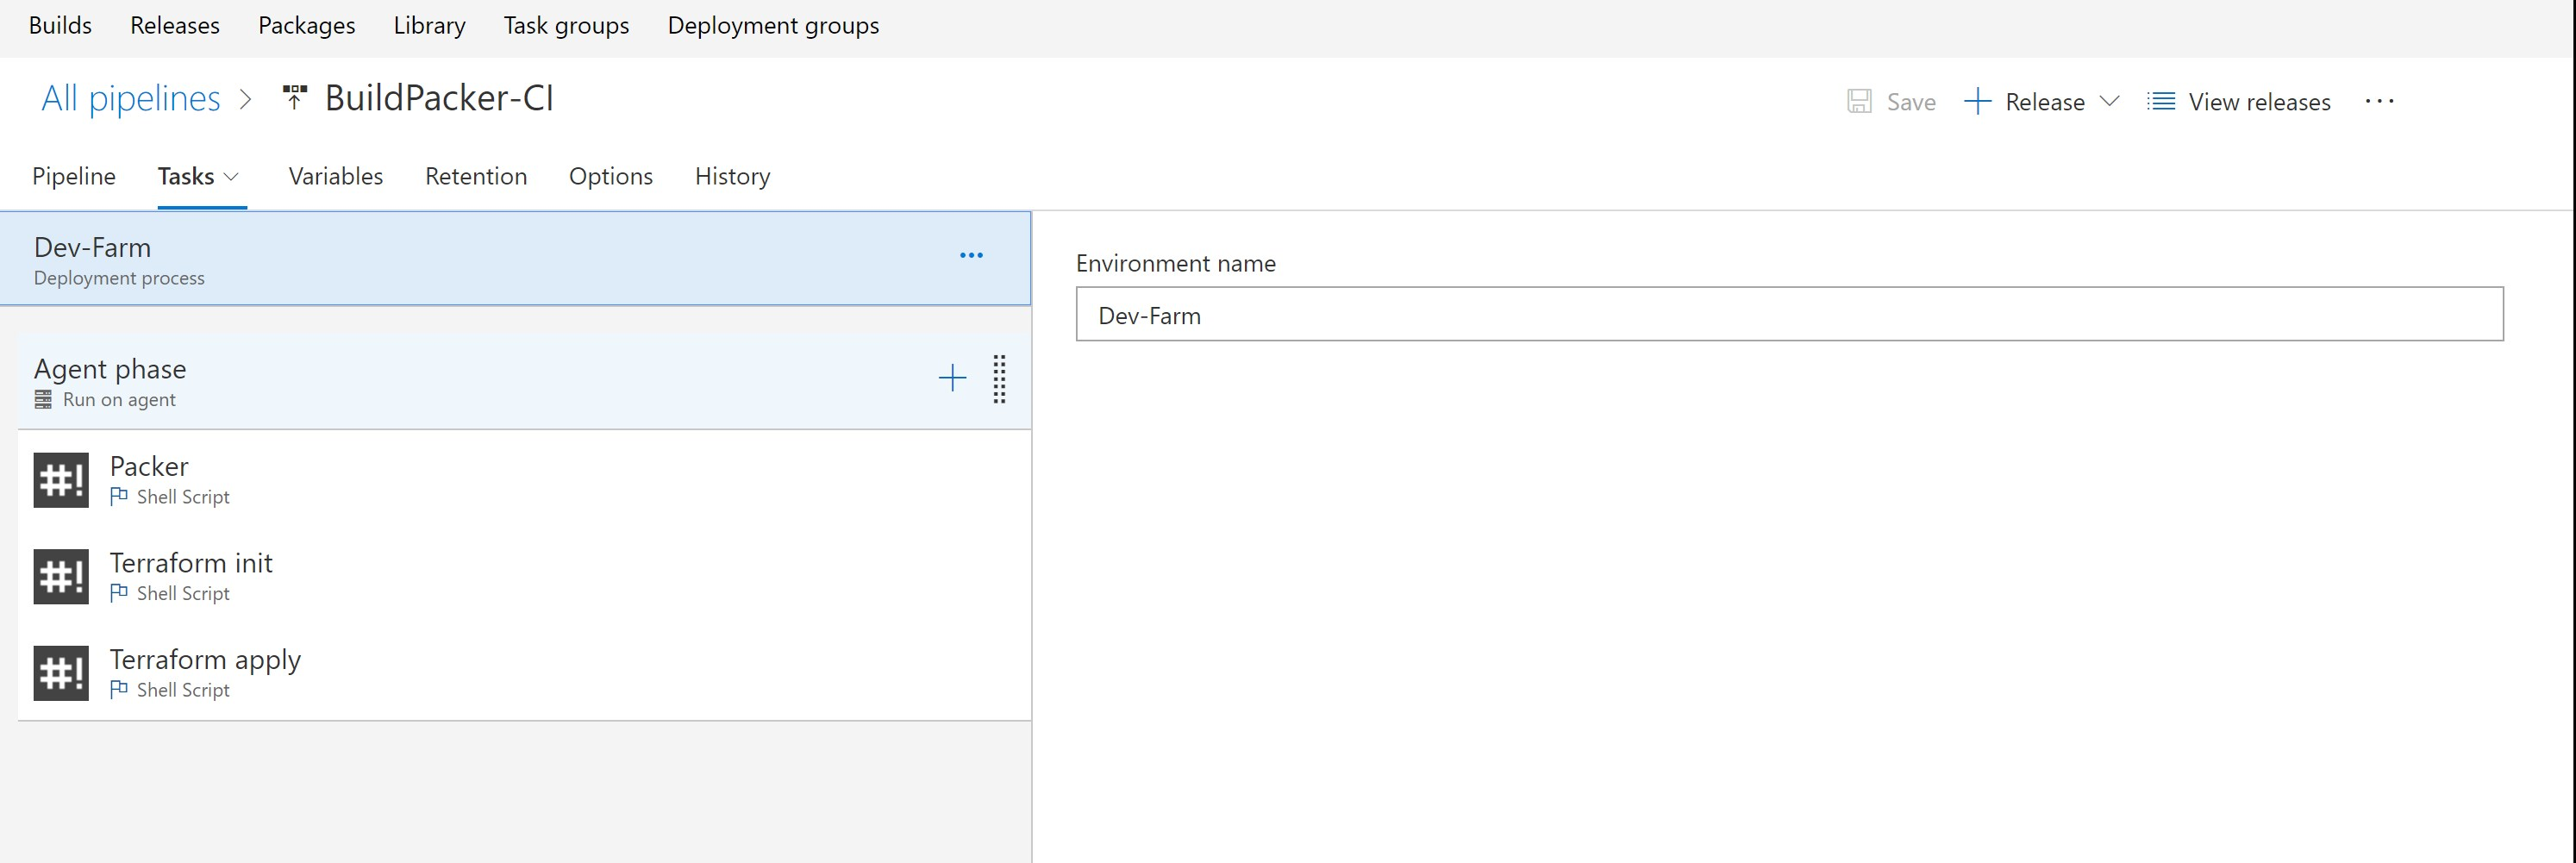 Builds Releases Packages Library Task groups Deployment groups
All pipelines > BuildPacker-CI
Save + Release View releases ...
Pipeline Tasks Variables Retention Options History
Dev-Farm
Deployment process
...
Environment name
Dev-Farm
Agent phase
Run on agent
+
#! Packer
Shell Script
#! Terraform init
Shell Script
#! Terraform apply
Shell Script